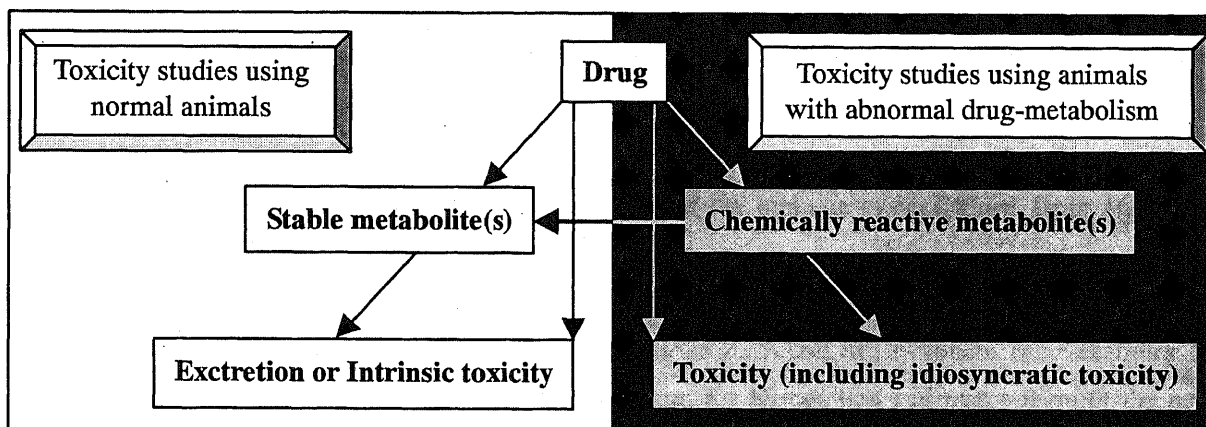 Toxicity studies using
normal animals
Drug
Toxicity studies using animals
with abnormal drug-metabolism
Stable metabolite(s)
Chemically reactive metabolite(s)
Exctretion or Intrinsic toxicity
Toxicity (including idiosyncratic toxicity)